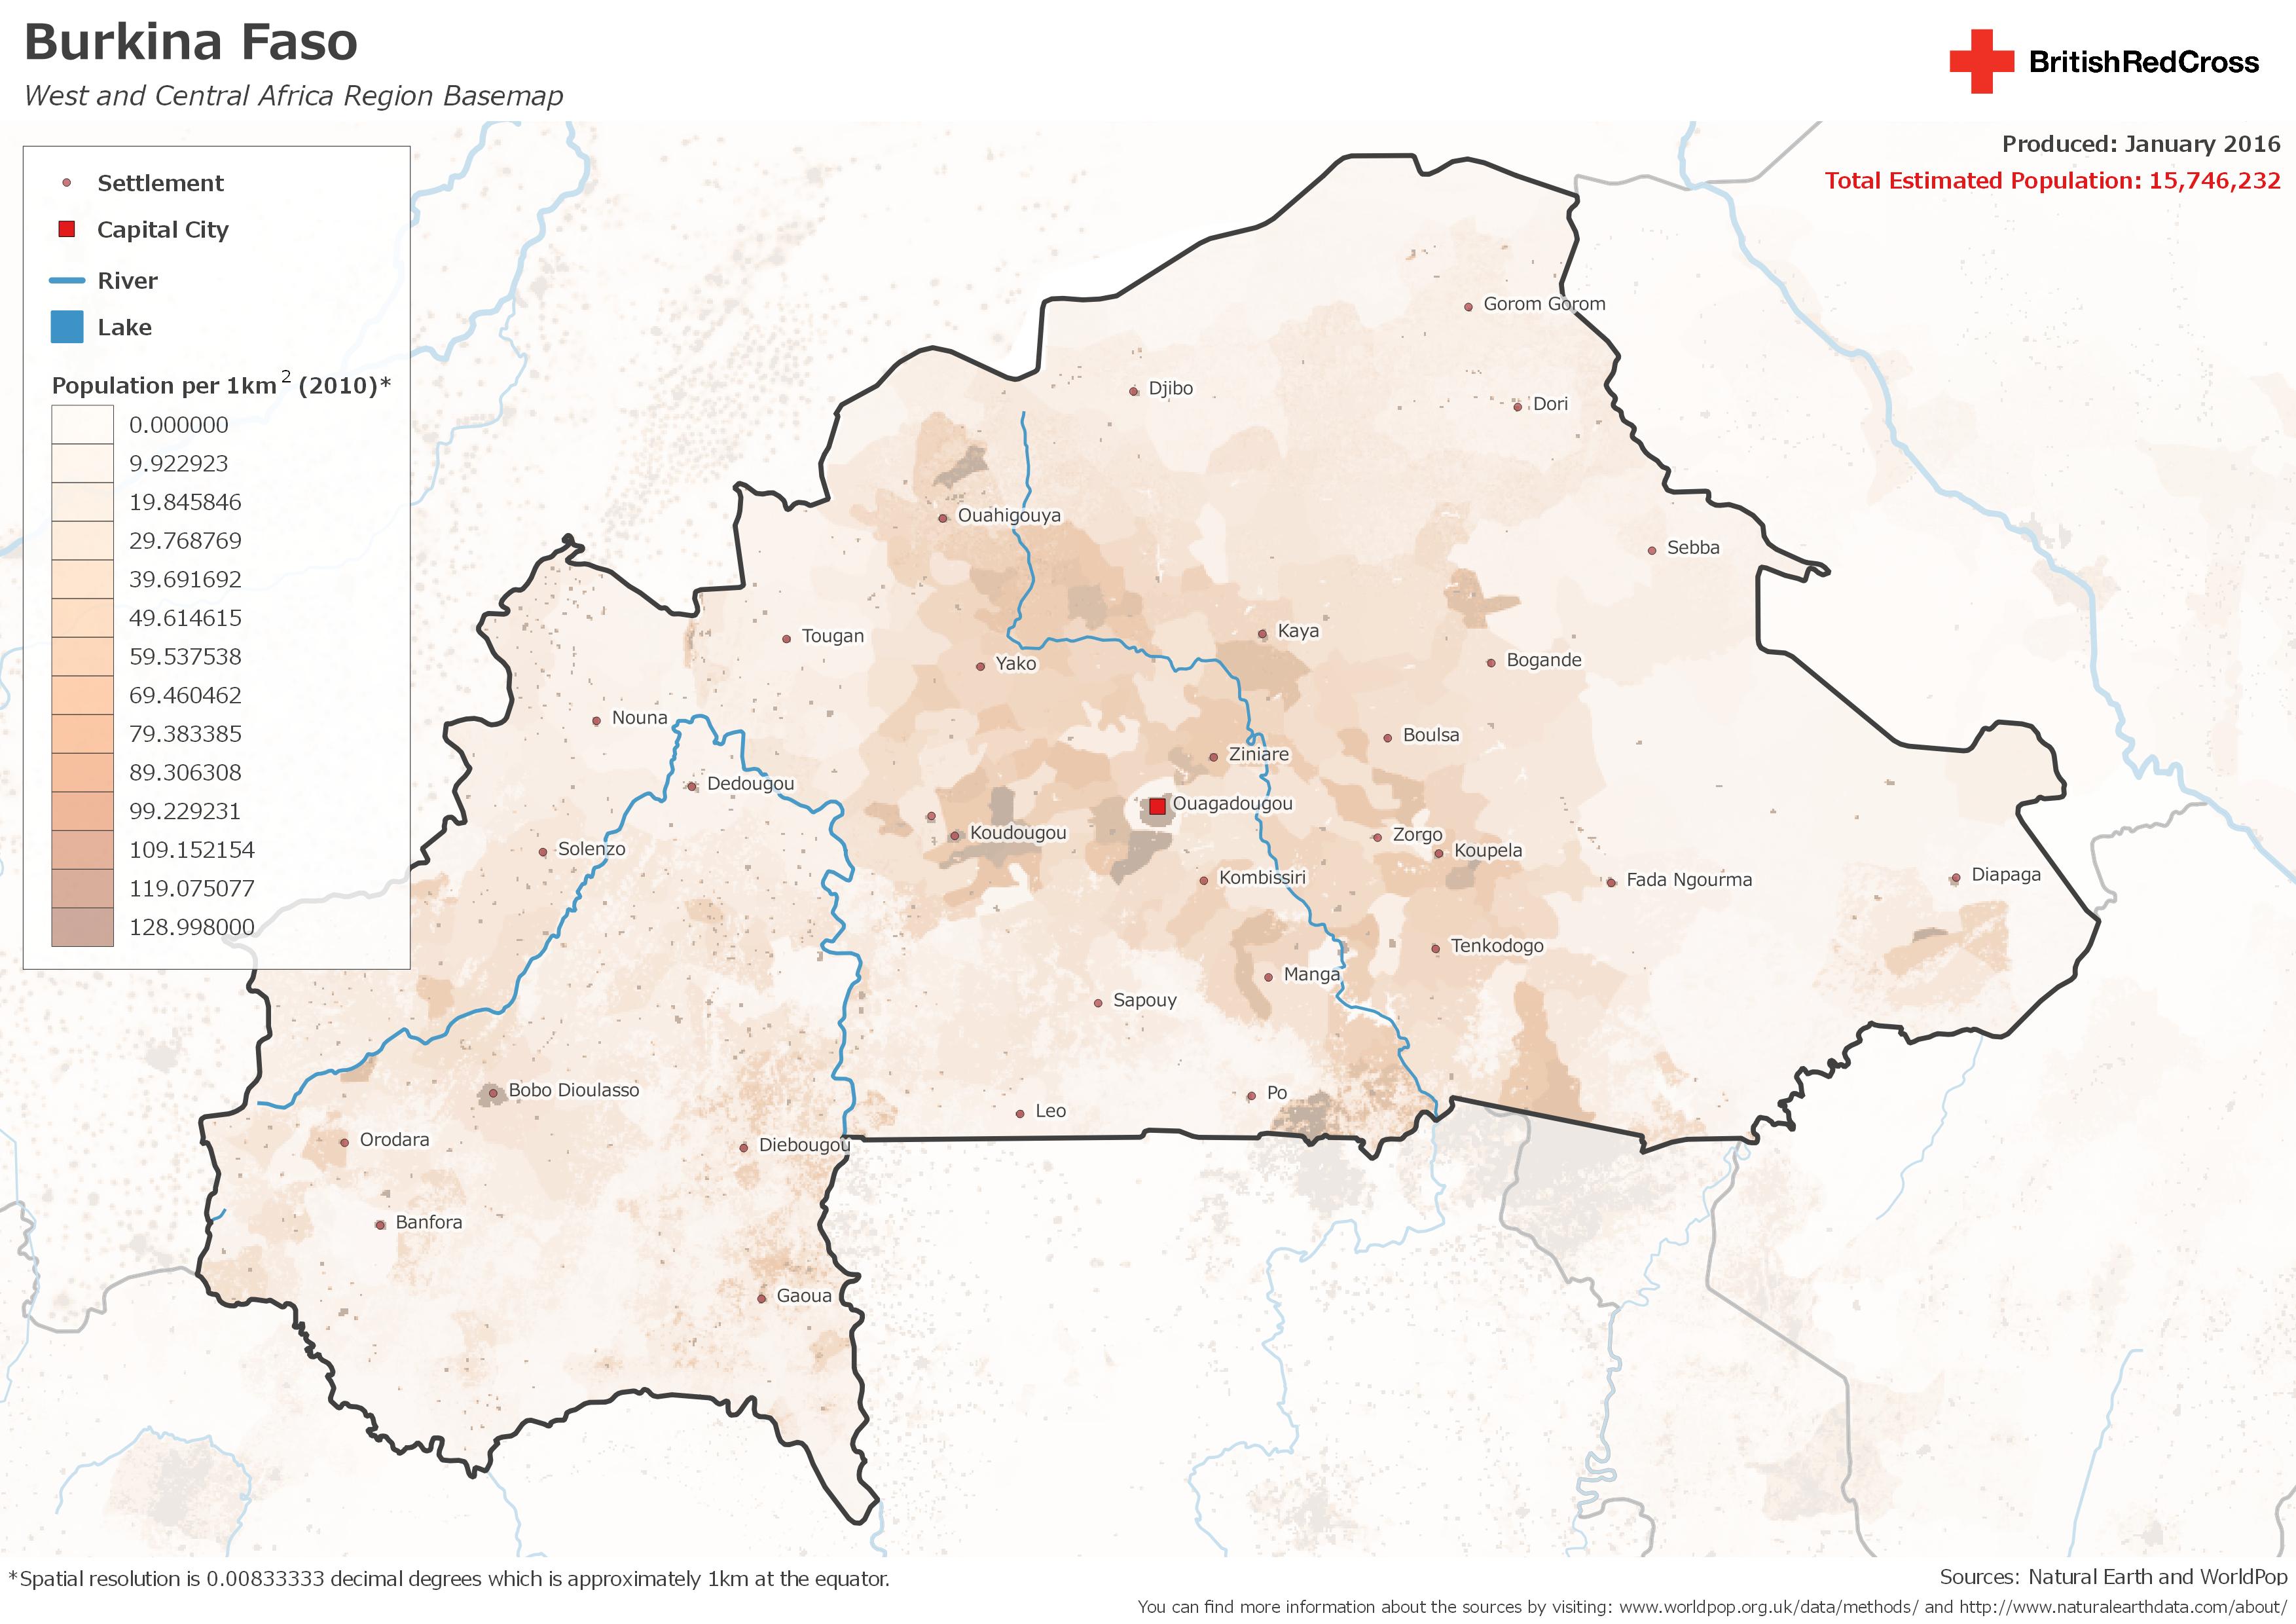 Burkina Faso
West and Central Africa Region Basemap
BritishRedCross
Produced: January 2016
Total Estimated Population: 15,746,232
Settlement
Capital City
River
Lake
Population per 1km 2 (2010)*
0.000000
9.922923
19.845846
29.768769
39.691692
49.614615
59.537538
69.460462
79.383385
89.306308
99.229231
109.152154
119.075077
128.998000
Gorom Gorom
Djibo
Dori
Ouahigouya
Sebba
Kaya
Tougan
Yako
Bogande
Nouna
Boulsa
Ziniare
Dedougou
Ouagadougou
Koudougou
Zorgo
Solenzo
Koupela
Kombissiri
Fada Ngourma
Diapaga
Tenkodogo
Manga
Sapouy
Bobo Dioulasso
Po
Leo
Orodara
Diebougou
Banfora
Gaoua
*Spatial resolution is 0.00833333 decimal degrees which is approximately 1km at the equator.
Sources: Natural Earth and WorldPop
You can find more information about the sources by visiting: www.worldpop.org.uk/data/methods/ and http://www.naturalearthdata.com/about/